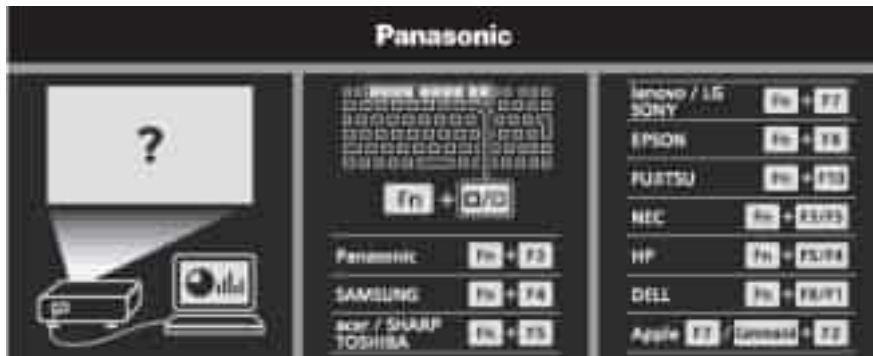 Panasonic
?
Fn + □/□
Panasonic Fn + F3
SAMSUNG Fn + F4
acer / SHARP
TOSHIBA Fn + F5
lenovo / LG
SONY Fn + F7
EPSON Fn + F8
FUJITSU Fn + F10
NEC Fn + F3/F5
HP Fn + F5/F4
DELL Fn + F8/F1
Apple F7 / + F2